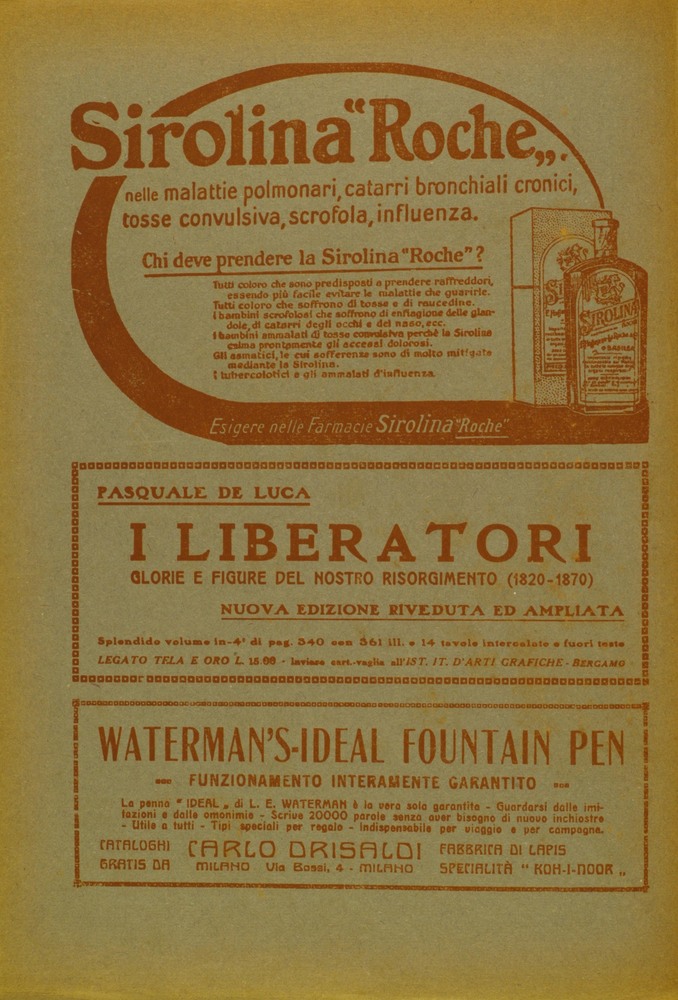 Sirolina "Roche„.
nelle malattie polmonari, catarri bronchiali cronici,
tosse convulsiva, scrofola, influenza.
Chi deve prendere la Sirolina "Roche"?
Tutti coloro che sono predisposti a prendere raffreddori,
essendo più facile evitare le malattie che guarirle.
Tutti coloro che soffrono di tosse e di raucedine.
I bambini scrofolosi che soffrono di enfiagione delle glan-
dole, di catarri degli occhi e del naso, ecc.
I bambini ammalati di tosse convulsiva perchè la Sirolina
calma prontamente gli accessi dolorosi.
Gli asmatici, le cui sofferenze sono di molto mitigate
mediante la Sirolina.
I tubercolotici e gli ammalati d'influenza.
SIROLINA
Esigere nelle Farmacie Sirolina "Roche"
PASQUALE DE LUCA
I LIBERATORI
GLORIE E FIGURE DEL NOSTRO RISORGIMENTO (1820-1870)
NUOVA EDIZIONE RIVEDUTA ED AMPLIATA
Splendido volume in-4° di pag. 340 con 361 ill. e 14 tavole intercalate e fuori testo
LEGATO TELA E ORO L. 15.00 - Inviare cart.-vaglia all'IST. IT. D'ARTI GRAFICHE - BERGAMO
WATERMAN'S-IDEAL FOUNTAIN PEN
FUNZIONAMENTO INTERAMENTE GARANTITO
La penna " IDEAL „ di L. E. WATERMAN è la vera sola garantita - Guardarsi dalle imi-
tazioni e dalle omonimie - Scrive 20000 parole senza aver bisogno di nuovo inchiostro
- Utile a tutti - Tipi speciali per regalo - Indispensabile per viaggio e per campagna.
CATALOGHI
GRATIS DA
CARLO DRISALDI
MILANO Via Bossi, 4 - MILANO
FABBRICA DI LAPIS
SPECIALITÀ " KOH-I-NOOR „